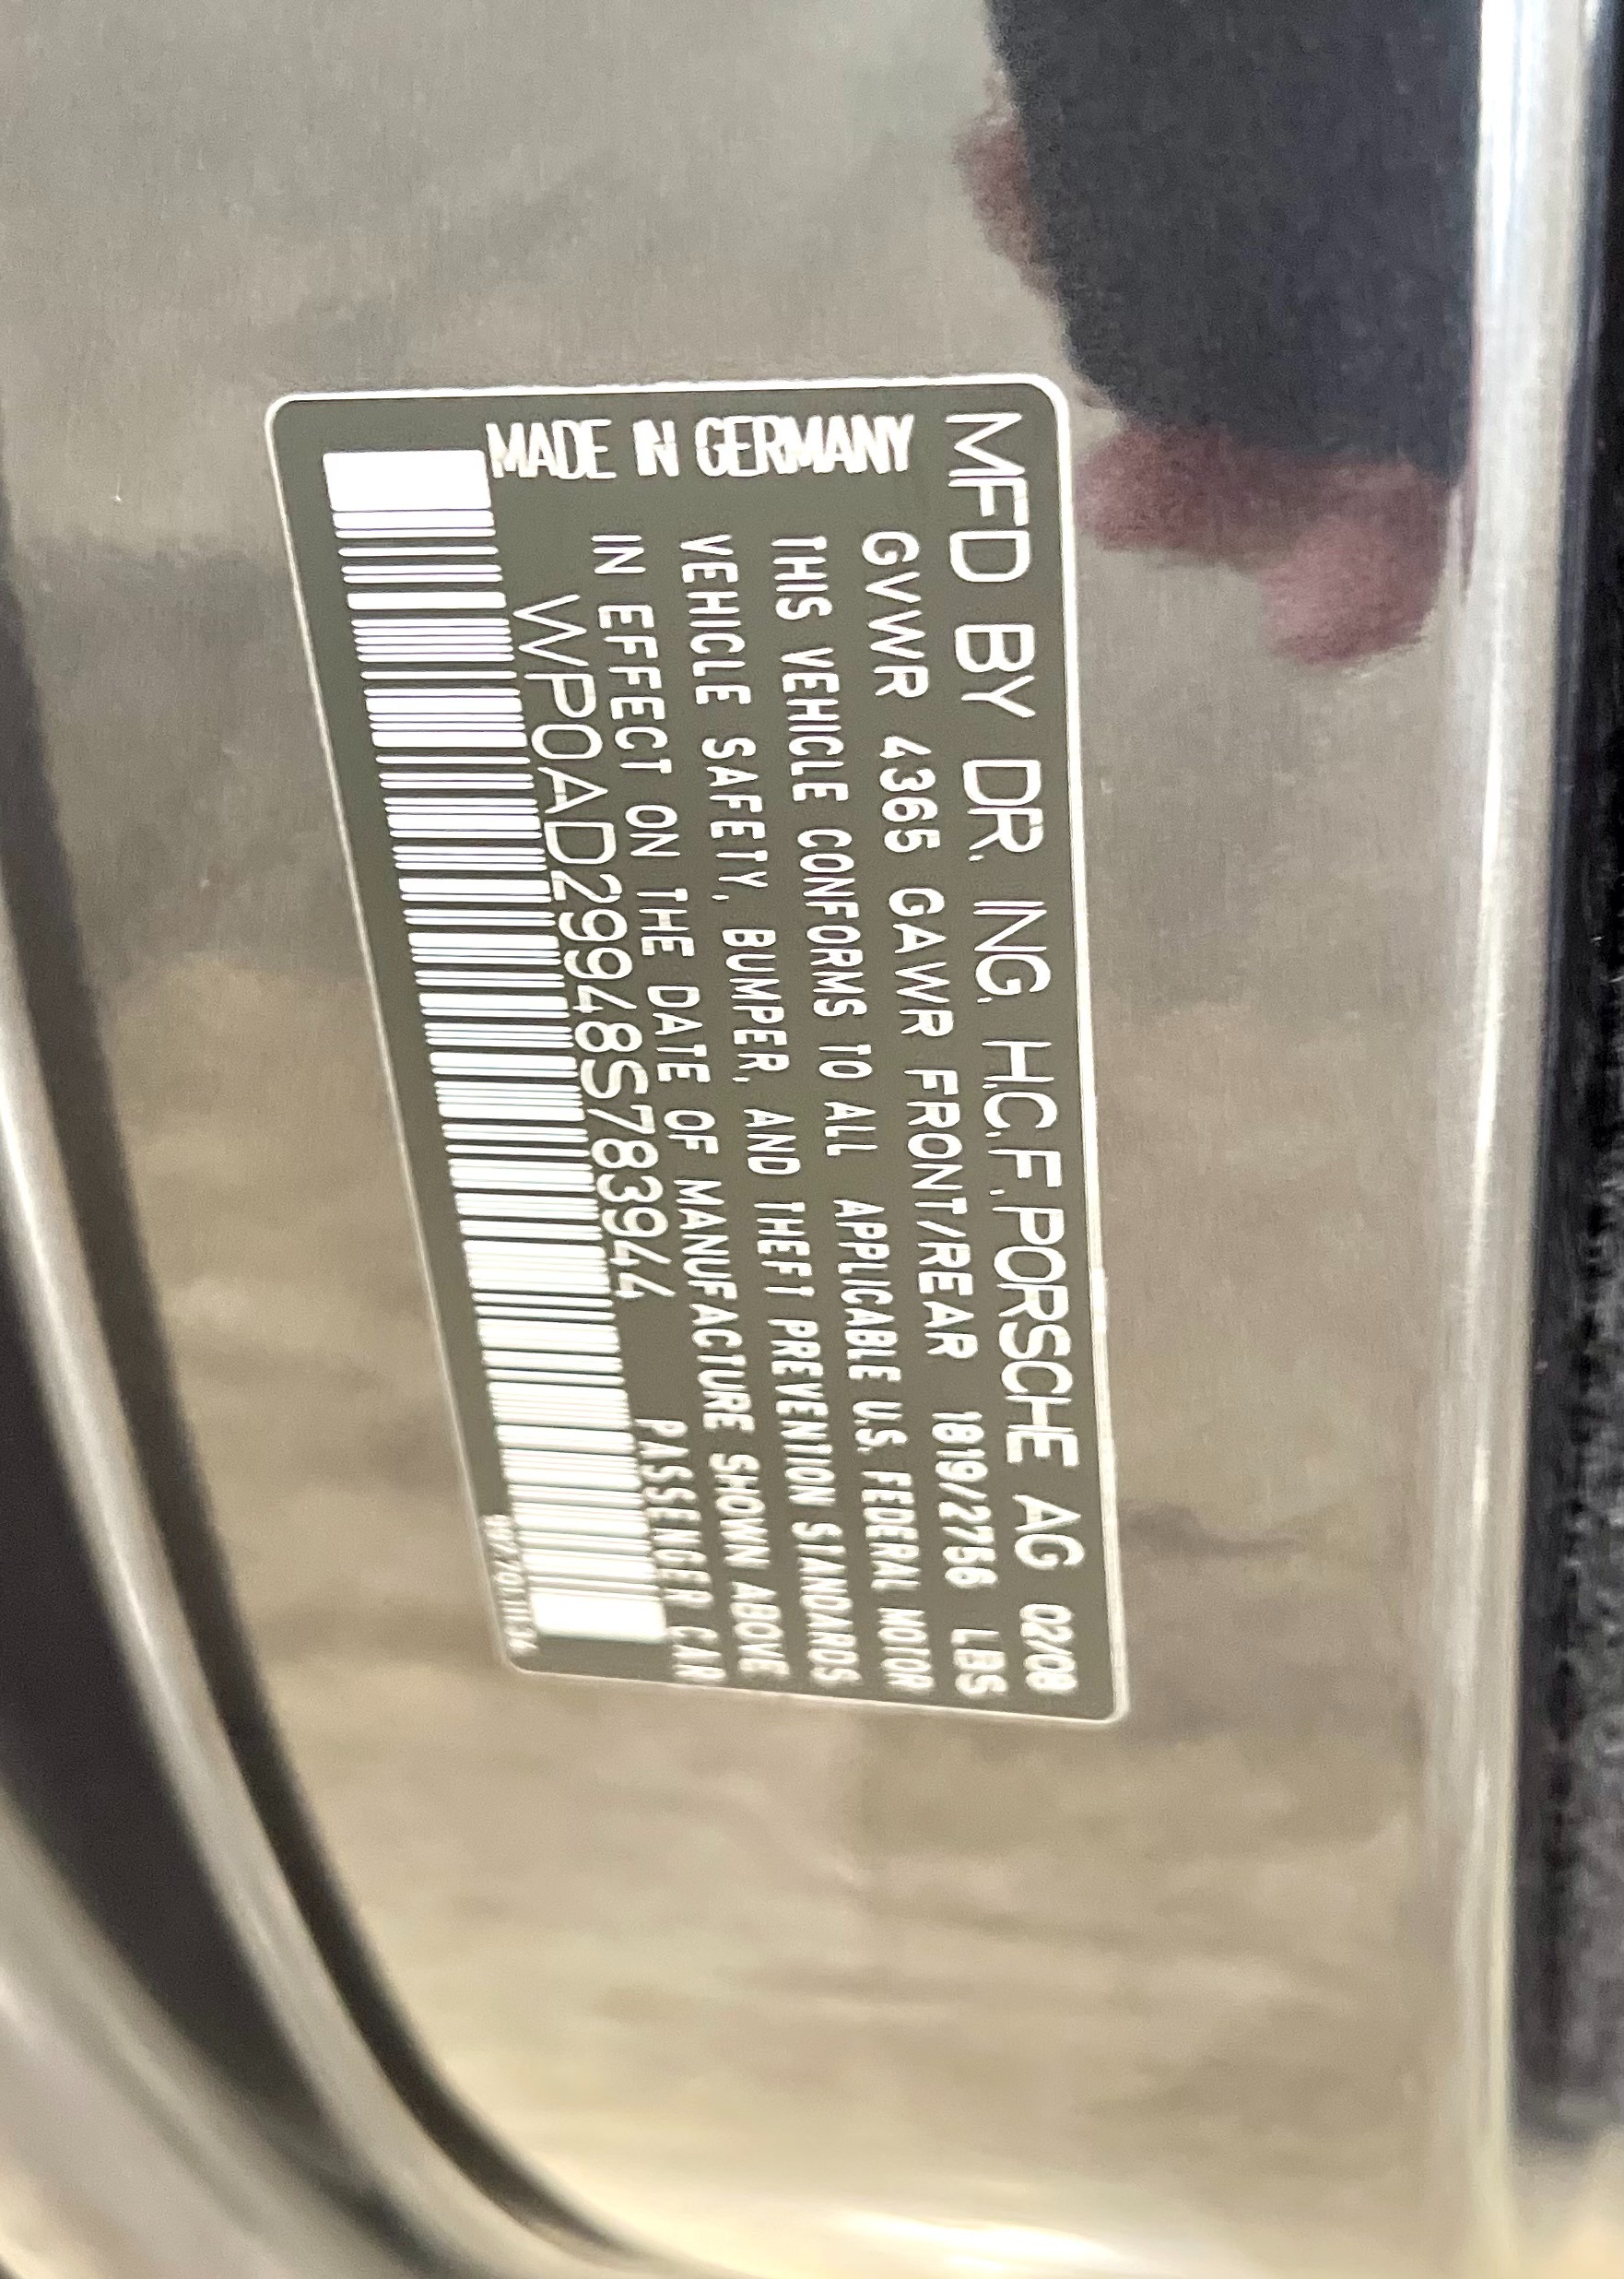 MFD BY DR. ING. H.C.F. PORSCHE AG 02/08
GVWR 4365 GAWR FRONT/REAR 1819/2756 LBS
THIS VEHICLE CONFORMS TO ALL APPLICABLE U.S. FEDERAL MOTOR
VEHICLE SAFETY, BUMPER, AND THEFT PREVENTION STANDARDS
IN EFFECT ON THE DATE OF MANUFACTURE SHOWN ABOVE
WP0AD29948S783944 PASSENGER CAR
MADE IN GERMANY